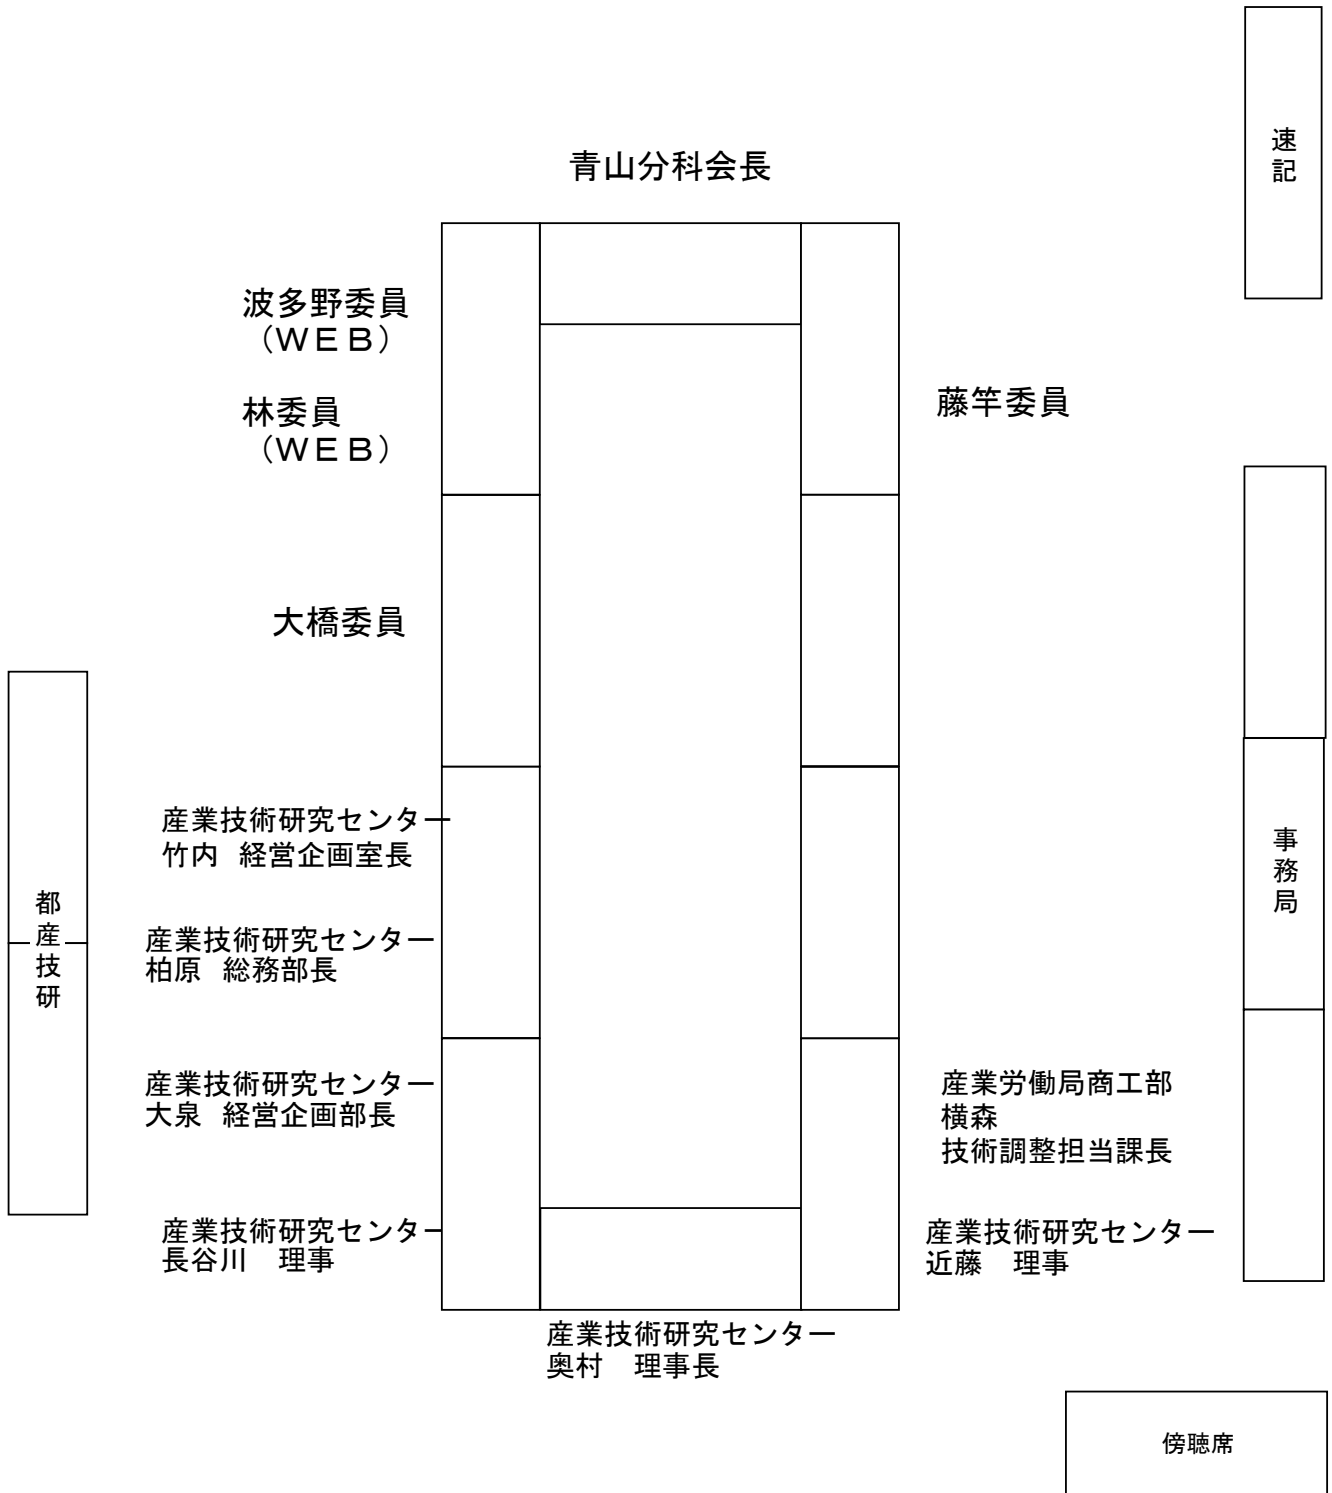 速記
青山分科会長
波多野委員
（ＷＥＢ）
林委員
（ＷＥＢ）
藤竿委員
大橋委員
産業技術研究センター
竹内　経営企画室長
事務局
都産技研
産業技術研究センター
柏原　総務部長
産業技術研究センター
大泉　経営企画部長
産業労働局商工部
横森
技術調整担当課長
産業技術研究センター
長谷川　理事
産業技術研究センター
近藤　理事
産業技術研究センター
奥村　理事長
傍聴席